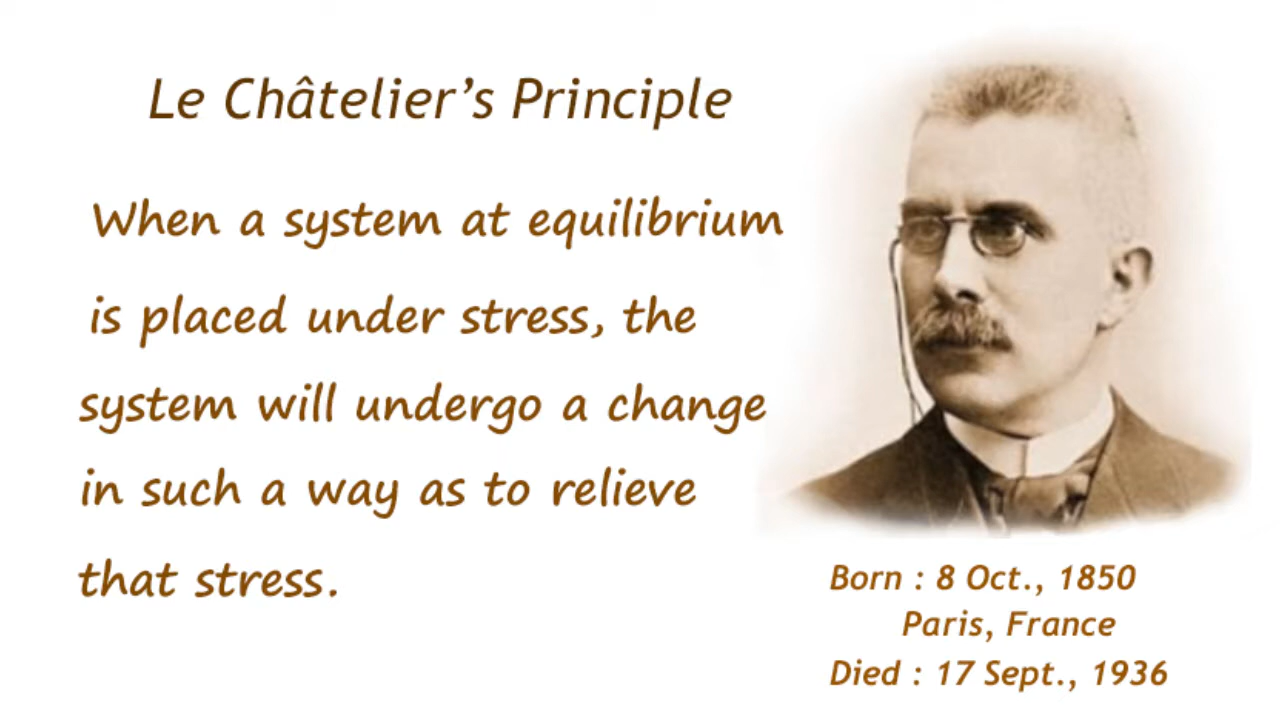 Le Châtelier’s Principle
When a system at equilibrium
is placed under stress, the
system will undergo a change
in such a way as to relieve
that stress.
Born : 8 Oct., 1850
Paris, France
Died : 17 Sept., 1936